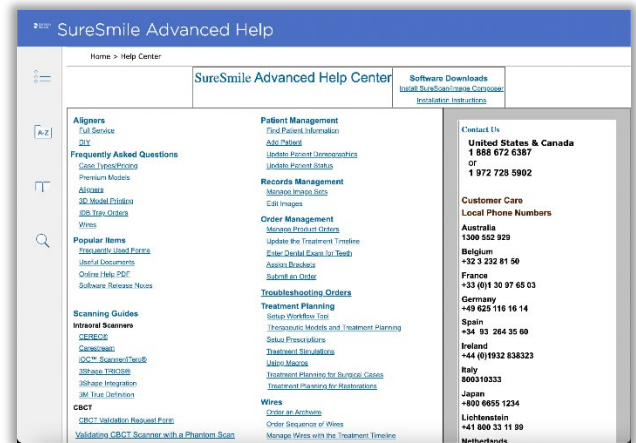 SureSmile Advanced Help
Home > Help Center
SureSmile Advanced Help Center
Software Downloads
Install SureScan/Image Composer
Installation Instructions
A-Z
Aligners
Full Service
DIY
Frequently Asked Questions
Case Types/Pricing
Premium Models
Aligners
3D Model Printing
IDB Tray Orders
Wires
Popular Items
Frequently Used Forms
Useful Documents
Online Help PDF
Software Release Notes
Scanning Guides
Intraoral Scanners
CEREC®
Carestream
iOC™ Scanner/iTero®
3Shape TRIOS®
3Shape Integration
3M True Definition
CBCT
CBCT Validation Request Form
Validating CBCT Scanner with a Phantom Scan
Patient Management
Find Patient Information
Add Patient
Update Patient Demographics
Update Patient Status
Records Management
Manage Image Sets
Edit Images
Order Management
Manage Product Orders
Update the Treatment Timeline
Enter Dental Exam for Teeth
Assign Brackets
Submit an Order
Troubleshooting Orders
Treatment Planning
Setup Workflow Tool
Therapeutic Models and Treatment Planning
Setup Prescriptions
Treatment Simulations
Using Macros
Treatment Planning for Surgical Cases
Treatment Planning for Restorations
Wires
Order an Archwire
Order Sequence of Wires
Manage Wires with the Treatment Timeline
Contact Us
United States & Canada
1 888 672 6387
or
1 972 728 5902
Customer Care
Local Phone Numbers
Australia
1300 552 929
Belgium
+32 3 232 81 50
France
+33 (0)1 30 97 65 03
Germany
+49 625 116 16 14
Spain
+34 93 264 35 60
Ireland
+44 (0)1932 838323
Italy
800310333
Japan
+800 6655 1234
Lichtenstein
+41 800 33 11 99
Netherlands